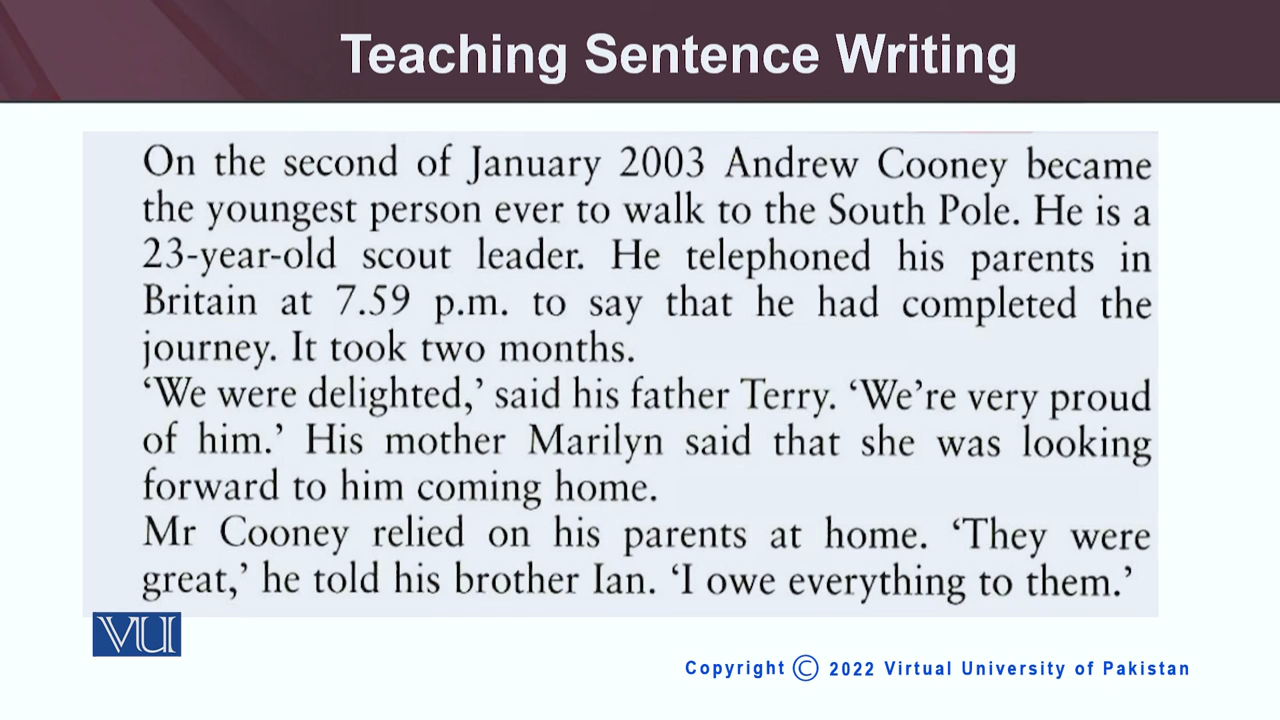 Teaching Sentence Writing
On the second of January 2003 Andrew Cooney became
the youngest person ever to walk to the South Pole. He is a
23-year-old scout leader. He telephoned his parents in
Britain at 7.59 p.m. to say that he had completed the
journey. It took two months.
‘We were delighted,’ said his father Terry. ‘We’re very proud
of him.’ His mother Marilyn said that she was looking
forward to him coming home.
Mr Cooney relied on his parents at home. ‘They were
great,’ he told his brother Ian. ‘I owe everything to them.’
VU
Copyright © 2022 Virtual University of Pakistan